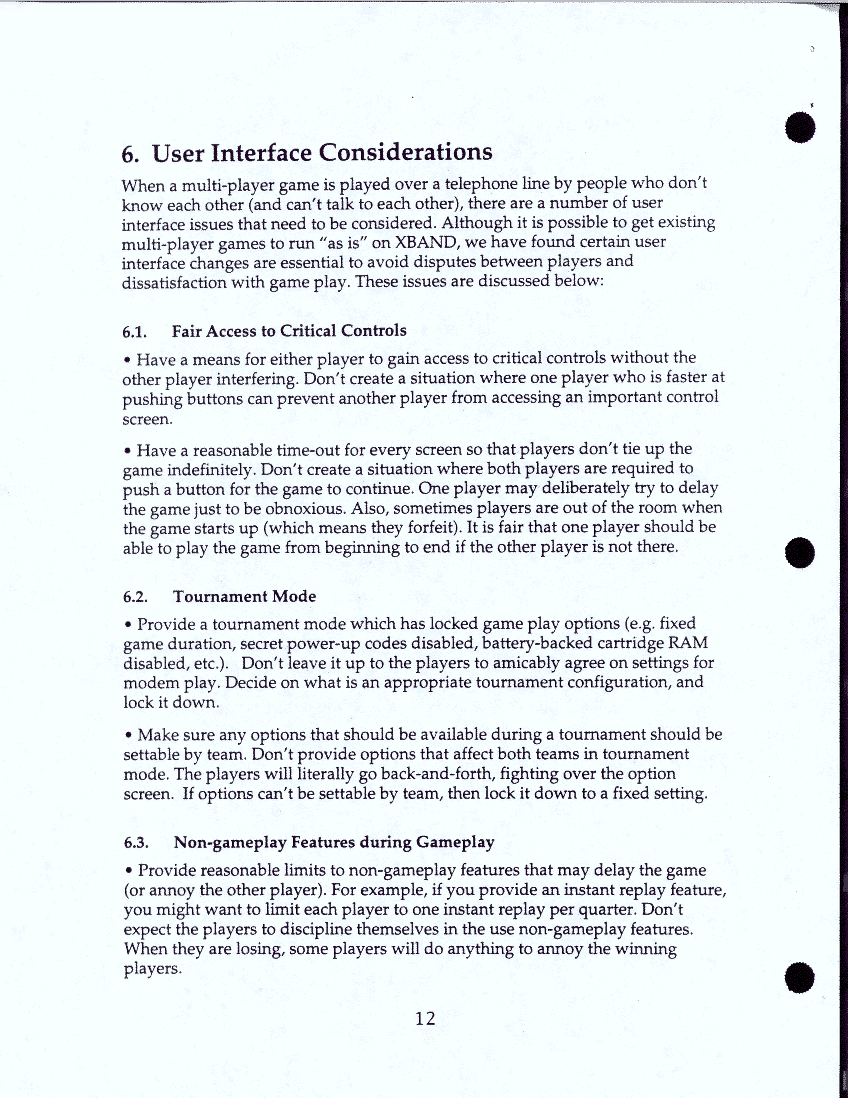 6. User Interface Considerations
When a multi-player game is played over a telephone line by people who don't
know each other (and can't talk to each other), there are a number of user
interface issues that need to be considered. Although it is possible to get existing
multi-player games to run "as is" on XBAND, we have found certain user
interface changes are essential to avoid disputes between players and
dissatisfaction with game play. These issues are discussed below:
6.1. Fair Access to Critical Controls
• Have a means for either player to gain access to critical controls without the
other player interfering. Don't create a situation where one player who is faster at
pushing buttons can prevent another player from accessing an important control
screen.
• Have a reasonable time-out for every screen so that players don't tie up the
game indefinitely. Don't create a situation where both players are required to
push a button for the game to continue. One player may deliberately try to delay
the game just to be obnoxious. Also, sometimes players are out of the room when
the game starts up (which means they forfeit). It is fair that one player should be
able to play the game from beginning to end if the other player is not there.
6.2. Tournament Mode
• Provide a tournament mode which has locked game play options (e.g. fixed
game duration, secret power-up codes disabled, battery-backed cartridge RAM
disabled, etc.). Don't leave it up to the players to amicably agree on settings for
modem play. Decide on what is an appropriate tournament configuration, and
lock it down.
• Make sure any options that should be available during a tournament should be
settable by team. Don't provide options that affect both teams in tournament
mode. The players will literally go back-and-forth, fighting over the option
screen. If options can't be settable by team, then lock it down to a fixed setting.
6.3. Non-gameplay Features during Gameplay
• Provide reasonable limits to non-gameplay features that may delay the game
(or annoy the other player). For example, if you provide an instant replay feature,
you might want to limit each player to one instant replay per quarter. Don't
expect the players to discipline themselves in the use non-gameplay features.
When they are losing, some players will do anything to annoy the winning
players.
12